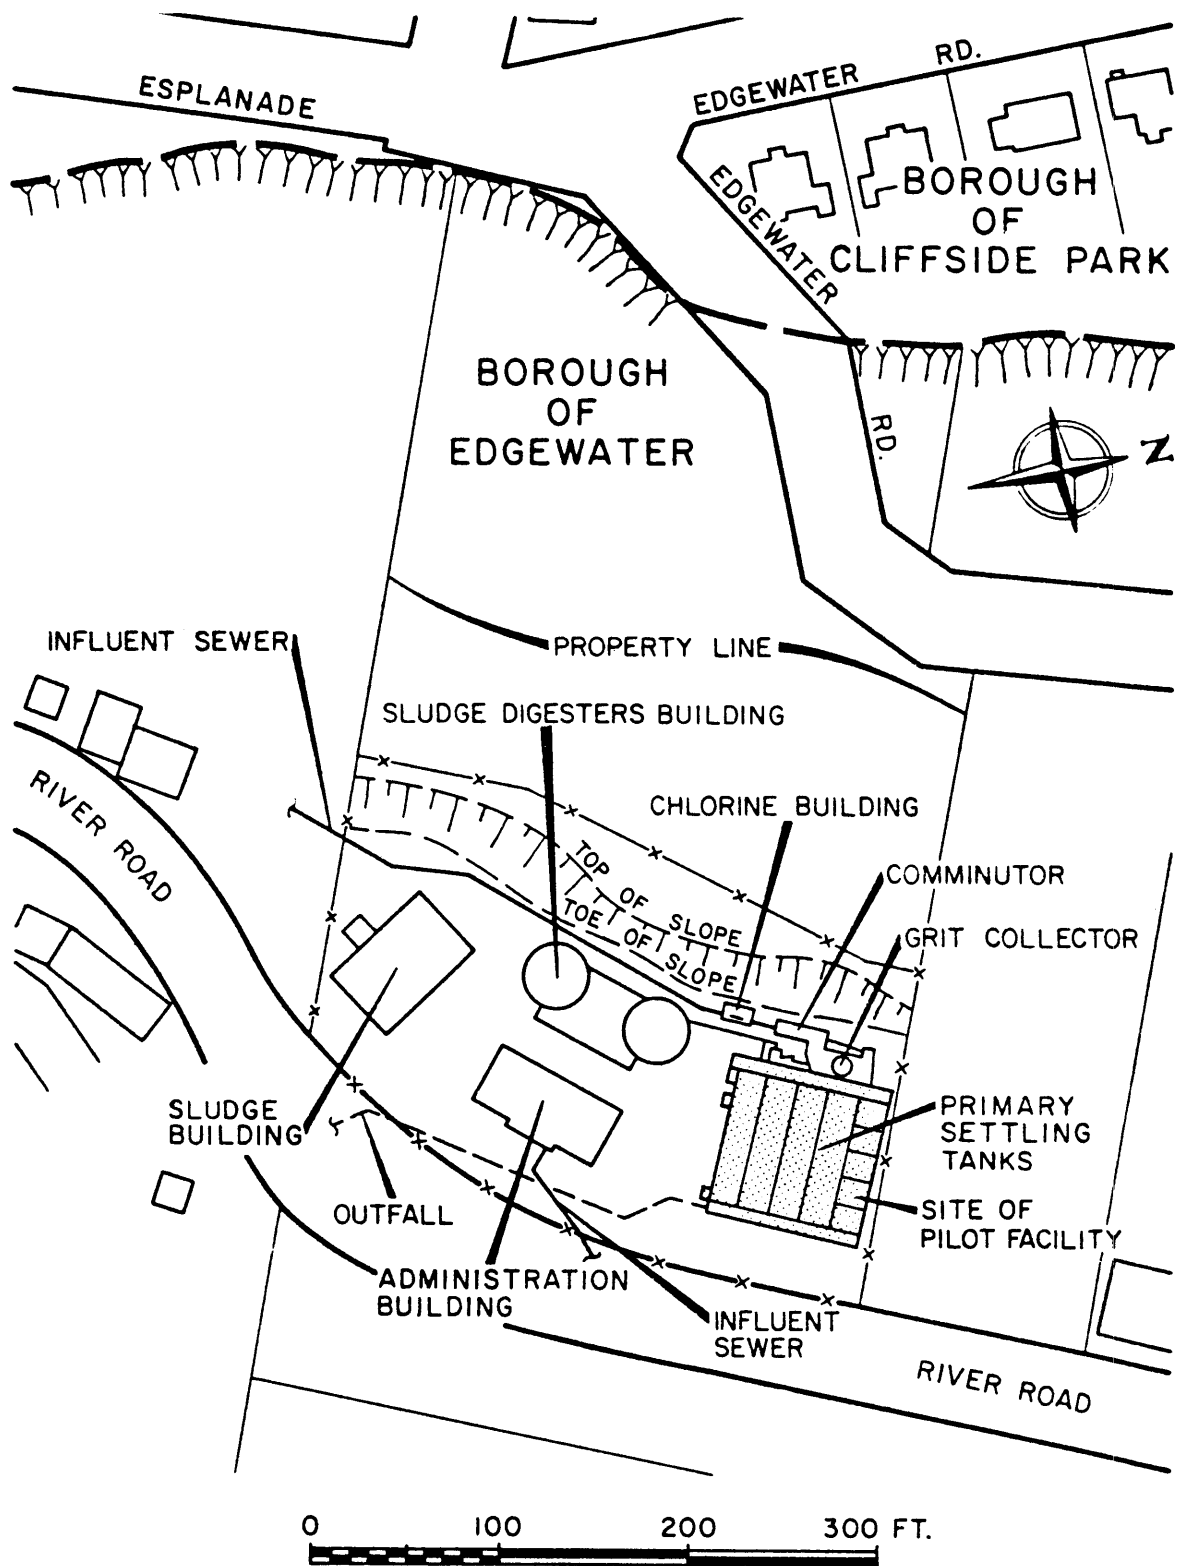 ESPLANADE
EDGEWATER RD.
EDGEWATER RD.
BOROUGH
OF
CLIFFSIDE PARK
BOROUGH
OF
EDGEWATER
N
INFLUENT SEWER
PROPERTY LINE
SLUDGE DIGESTERS BUILDING
RIVER ROAD
CHLORINE BUILDING
TOP OF SLOPE
TOE OF SLOPE
COMMINUTOR
GRIT COLLECTOR
SLUDGE
BUILDING
PRIMARY
SETTLING
TANKS
OUTFALL
SITE OF
PILOT FACILITY
ADMINISTRATION
BUILDING
INFLUENT
SEWER
RIVER ROAD
0 100 200 300 FT.